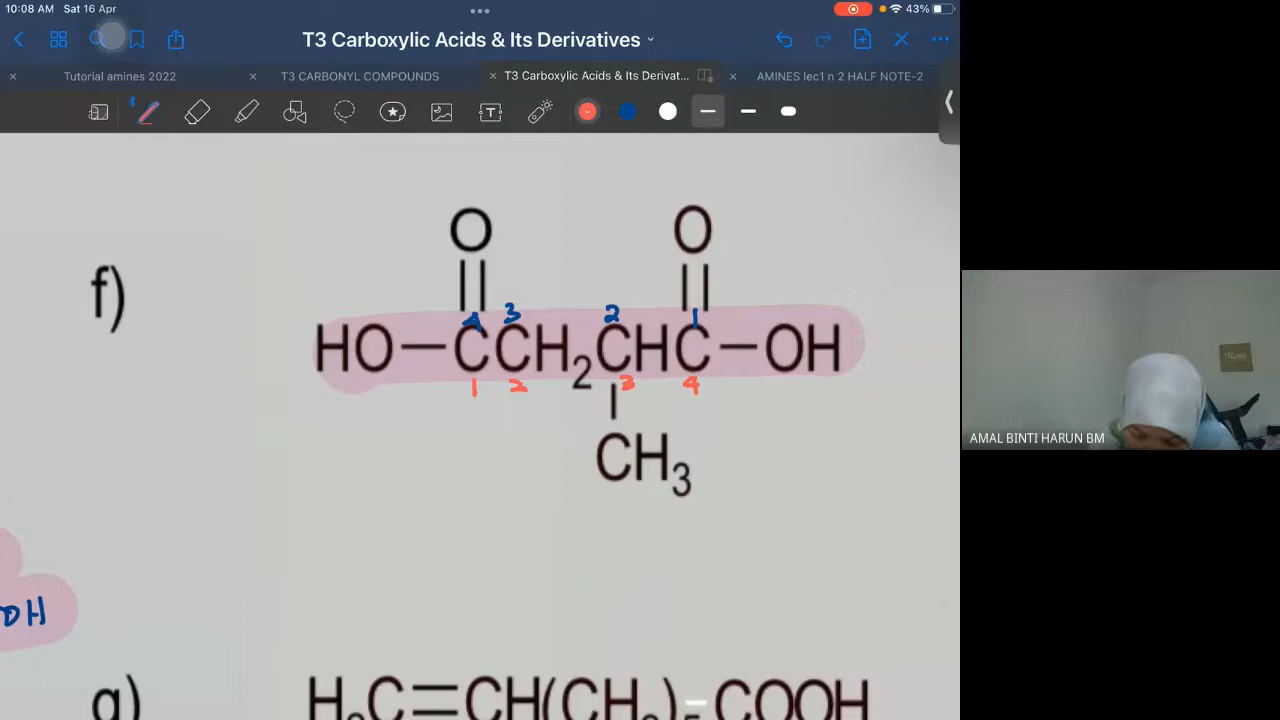 10:08 AM Sat 16 Apr
43%
T3 Carboxylic Acids & Its Derivatives
Tutorial amines 2022
T3 CARBONYL COMPOUNDS
T3 Carboxylic Acids & Its Derivat...
AMINES lec1 n 2 HALF NOTE-2
T
f)
O O
4 3 2 1
HO—CCH₂CHC—OH
1 2 3 4
CH₃
AMAL BINTI HARUN BM
OH